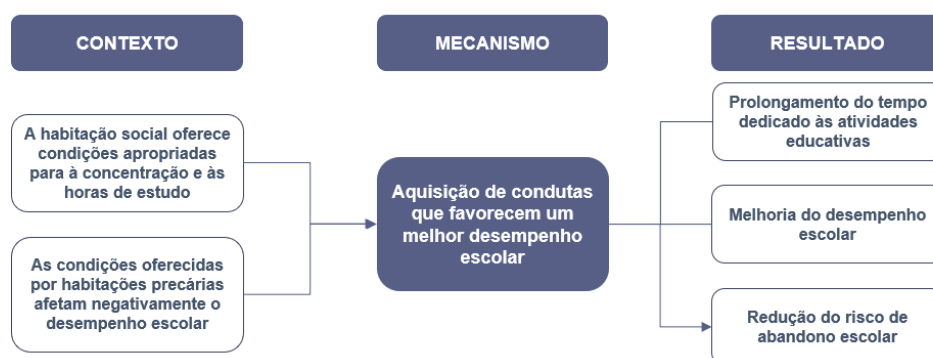 CONTEXTO
MECANISMO
RESULTADO
A habitação social oferece
condições apropriadas
para à concentração e às
horas de estudo
As condições oferecidas
por habitações precárias
afetam negativamente o
desempenho escolar
Aquisição de condutas
que favorecem um
melhor desempenho
escolar
Prolongamento do tempo
dedicado às atividades
educativas
Melhoria do desempenho
escolar
Redução do risco de
abandono escolar